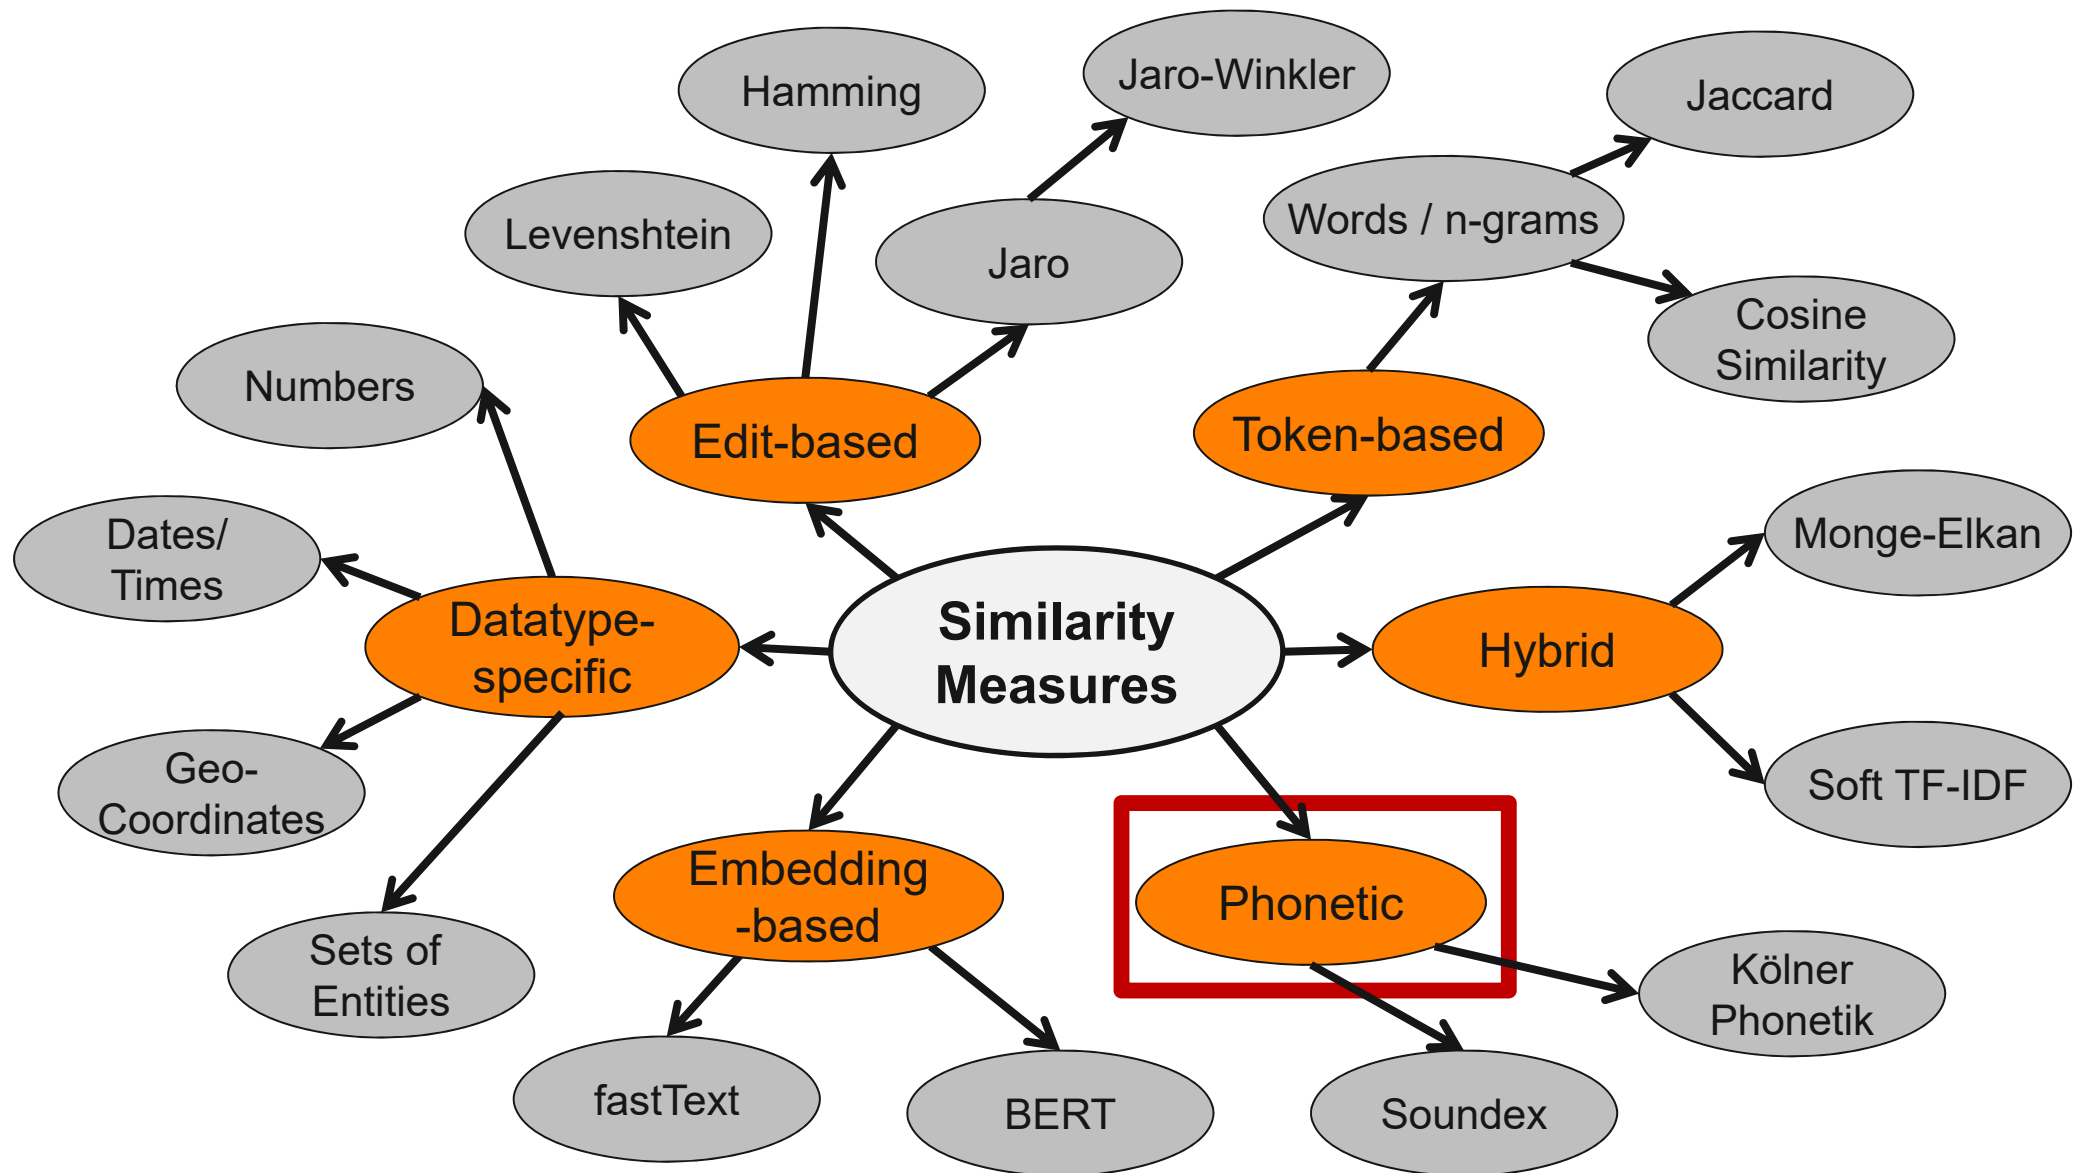 Hamming
Jaro-Winkler
Jaccard
Levenshtein
Jaro
Words / n-grams
Cosine
Similarity
Numbers
Edit-based
Token-based
Dates/
Times
Monge-Elkan
Datatype-
specific
Similarity
Measures
Hybrid
Geo-
Coordinates
Soft TF-IDF
Embedding
-based
Phonetic
Sets of
Entities
Kölner
Phonetik
fastText
BERT
Soundex